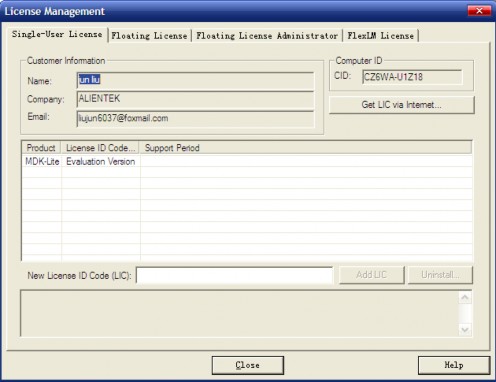 License Management
Single-User License Floating License Floating License Administrator FlexLM License
Customer Information
Computer ID
Name: un liu
CID: CZ6WA-U1Z18
Company: ALIENTEK
Get LIC via Internet...
Email: liujun6037@foxmail.com
Product License ID Code... Support Period
MDK-Lite Evaluation Version
New License ID Code (LIC): Add LIC Uninstall...
Close Help